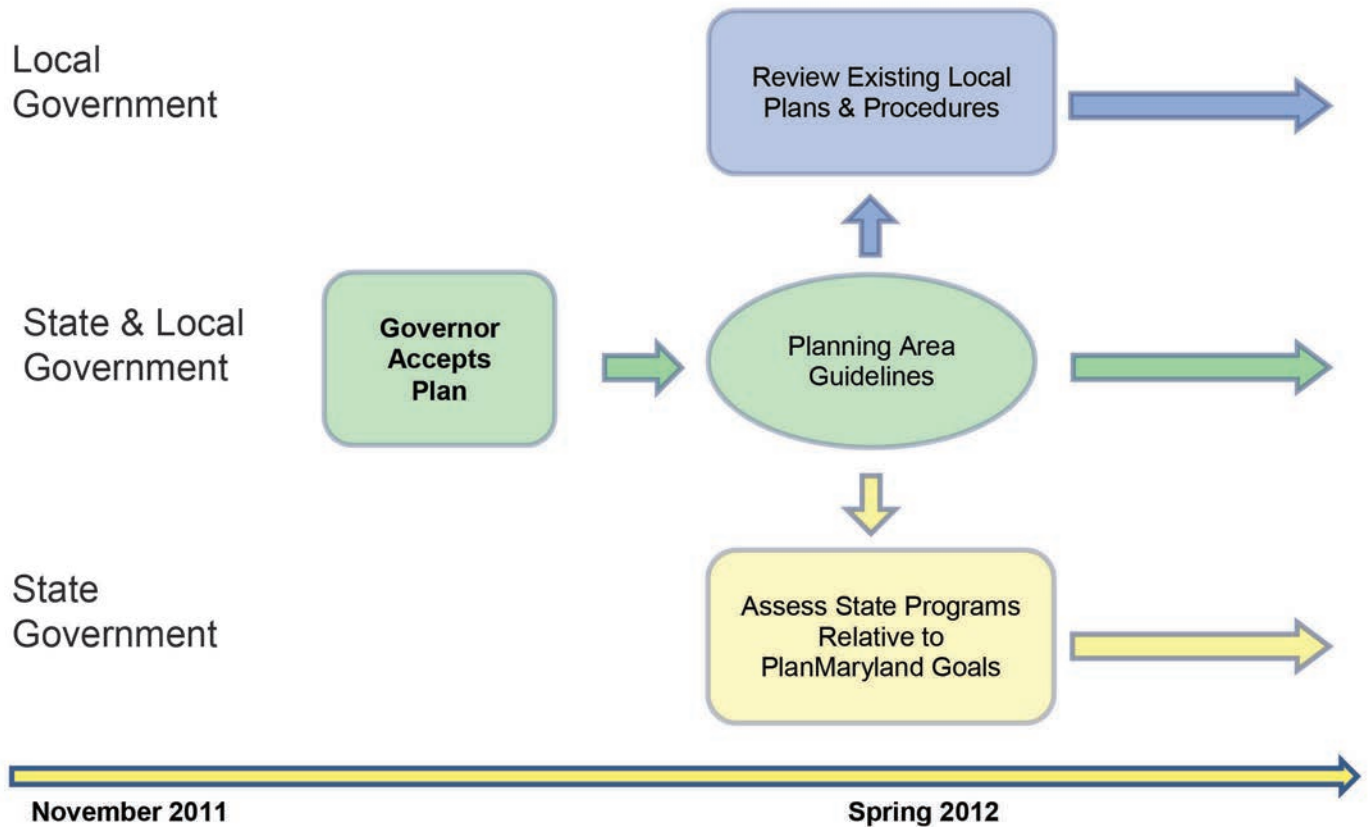 Local
Government
Review Existing Local
Plans & Procedures
State & Local
Government
Governor
Accepts
Plan
Planning Area
Guidelines
State
Government
Assess State Programs
Relative to
PlanMaryland Goals
November 2011
Spring 2012